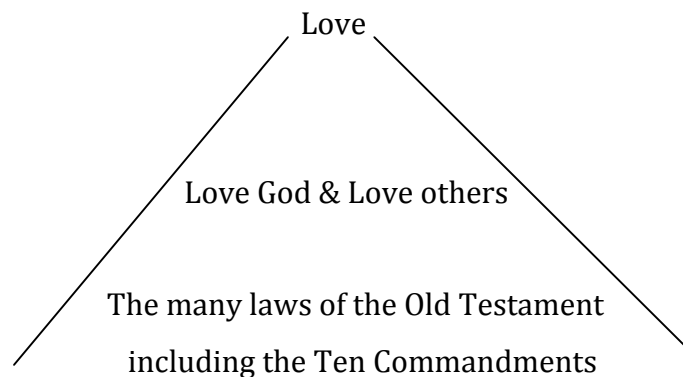 Love
Love God & Love others
The many laws of the Old Testament
including the Ten Commandments